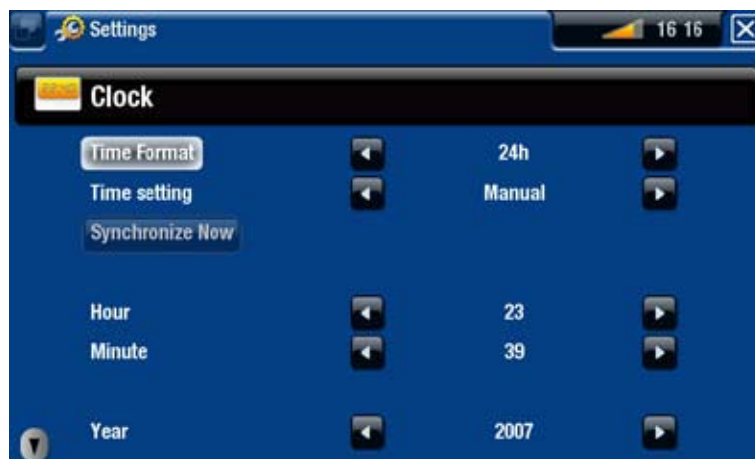 Settings 16 16
Clock
Time Format 24h
Time setting Manual
Synchronize Now
Hour 23
Minute 39
Year 2007